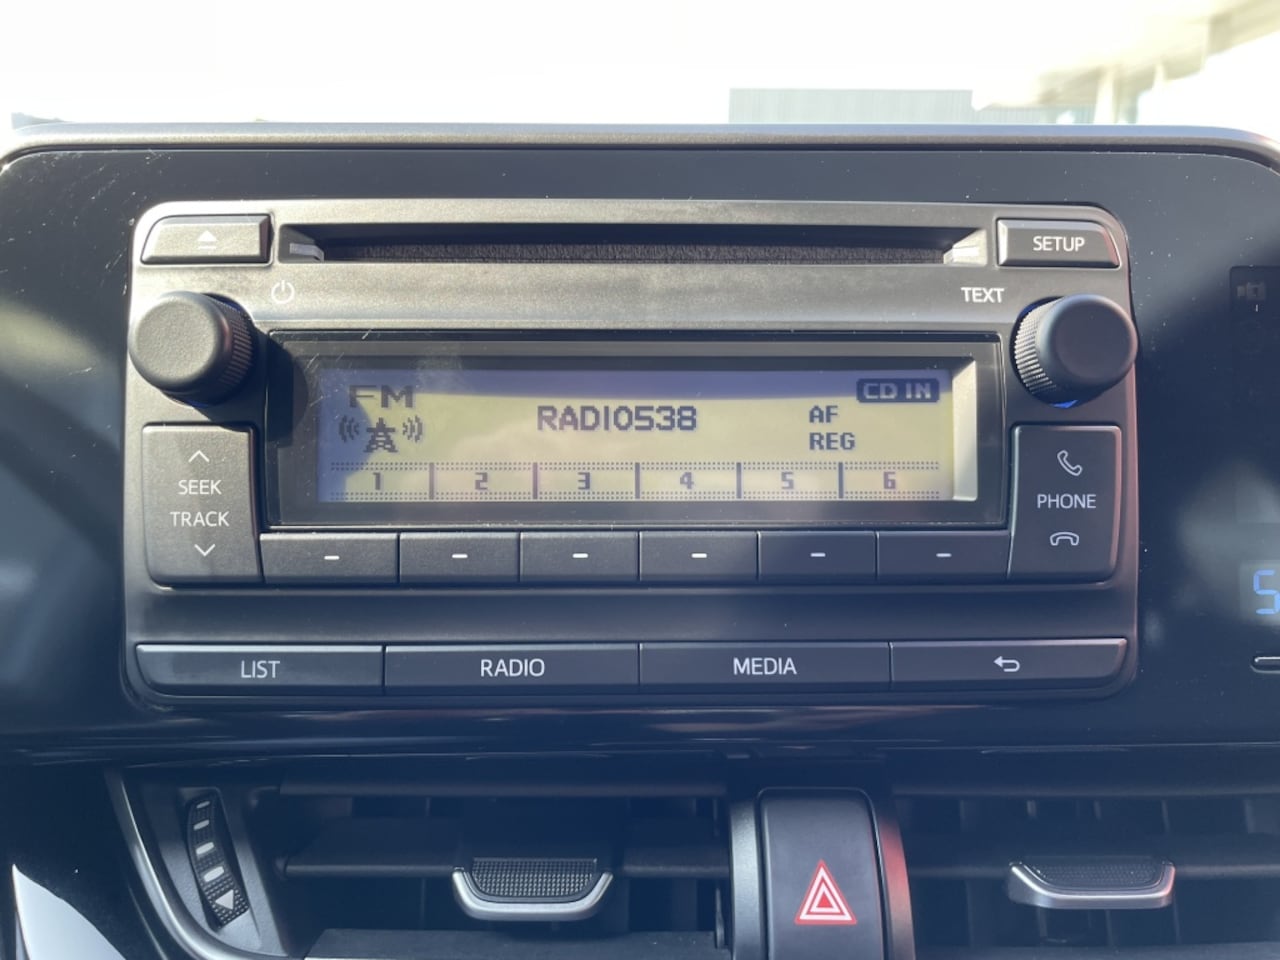 SETUP
TEXT
FM
CD IN
RADIO538
AF
REG
1 2 3 4 5 6
SEEK
TRACK
PHONE
LIST
RADIO
MEDIA